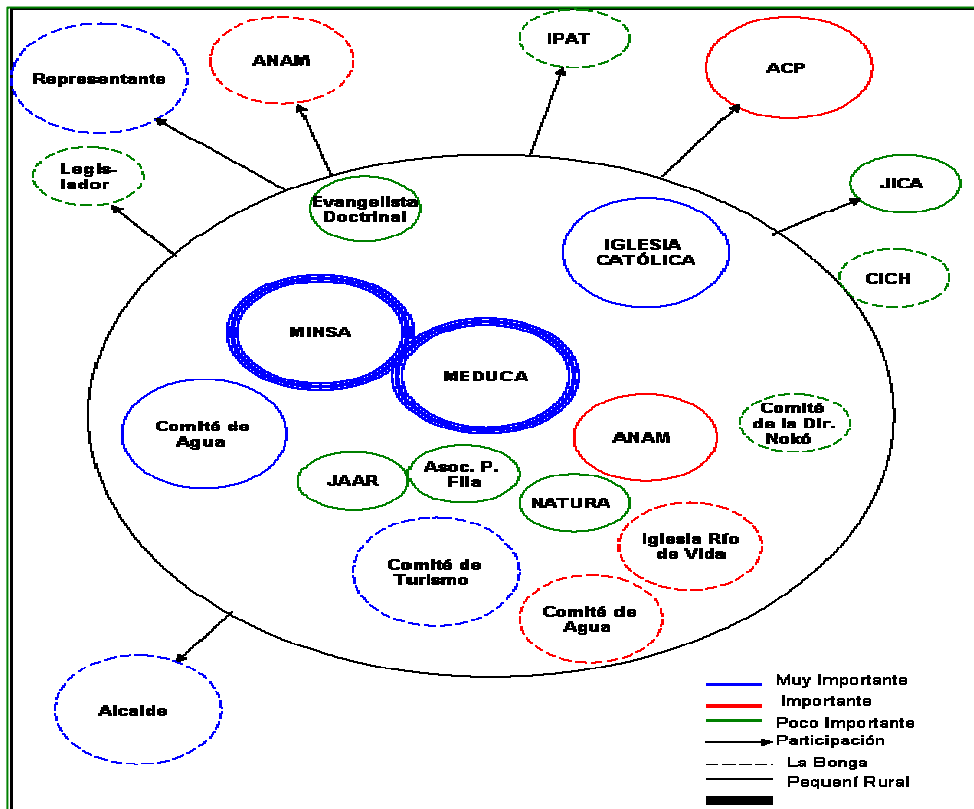 Representante
ANAM
IPAT
ACP
Legis-
lador
Evangelista
Doctrinal
JICA
IGLESIA
CATÓLICA
CICH
MINSA
MEDUCA
Comité de
Agua
ANAM
Comité
de la Dir.
Nokó
JAAR
Asoc. P.
Flia
NATURA
Iglesia Río
de Vida
Comité de
Turismo
Comité de
Agua
Alcalde
Muy Importante
Importante
Poco Importante
Participación
La Bonga
Pequení Rural